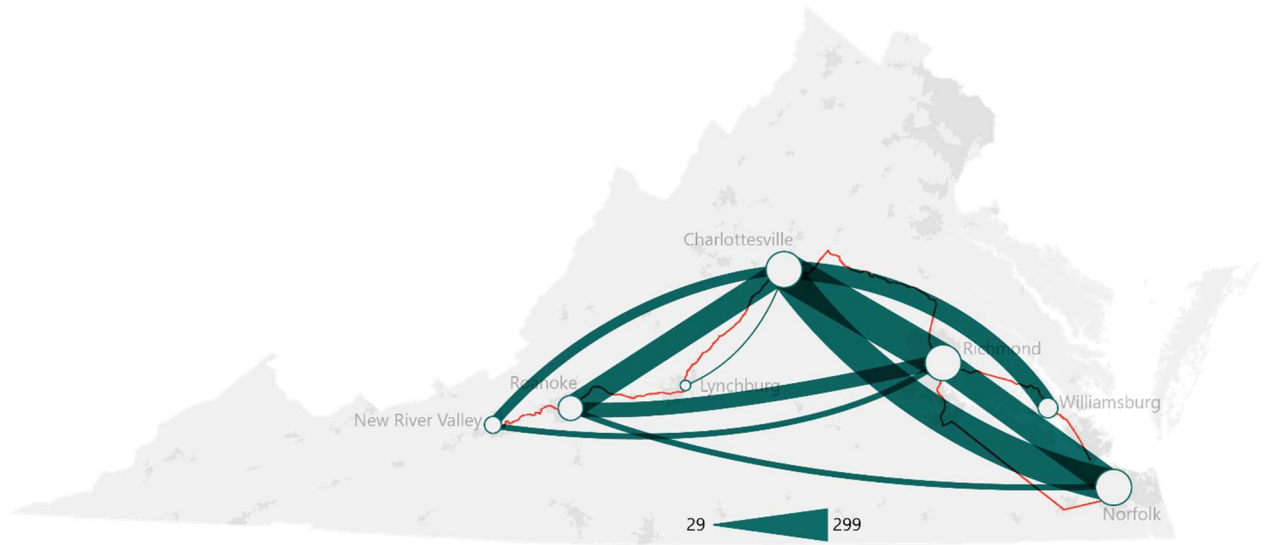 Charlottesville
Richmond
Roanoke
Lynchburg
Williamsburg
New River Valley
Norfolk
29 299